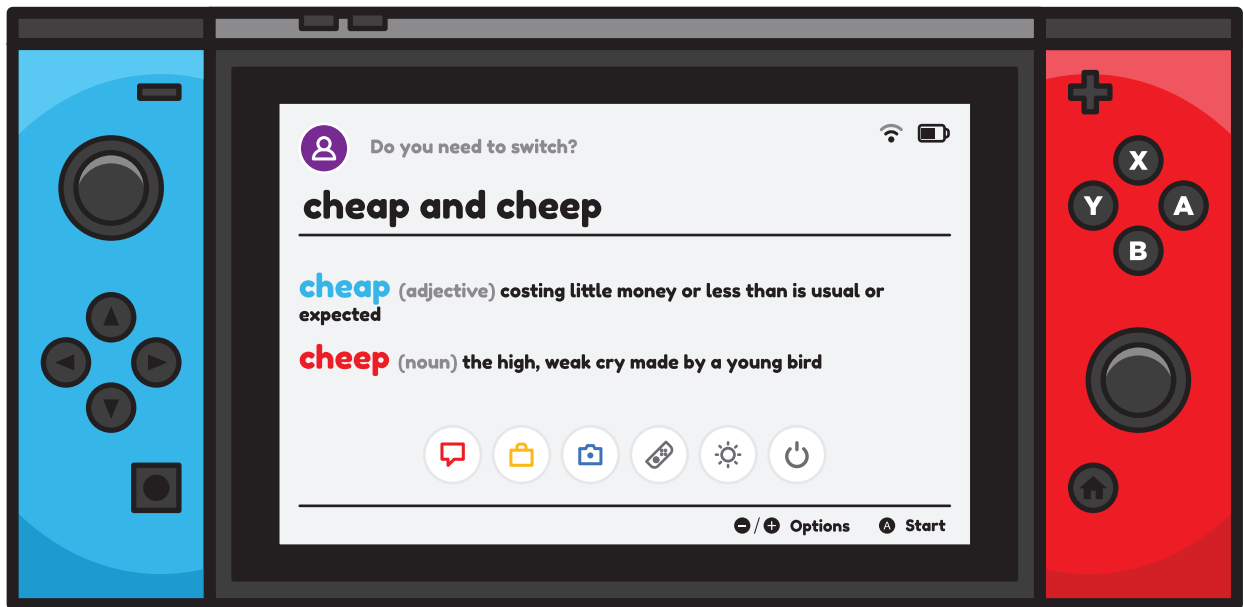 Do you need to switch?
cheap and cheep
cheap (adjective) costing little money or less than is usual or
expected
cheep (noun) the high, weak cry made by a young bird
X
Y A
B
/ Options A Start